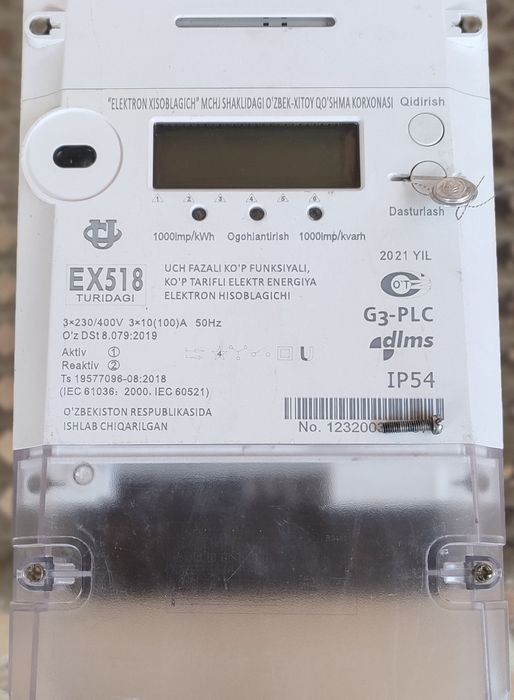 "ELEKTRON XISOBLAGICH" MCHJ SHAKLIDAGI O'ZBEK-XITOY QO'SHMA KORXONASI
Qidirish
Dasturlash
1000imp/kWh Ogohlantirish 1000imp/kvarh
2021 YIL
EX518
TURIDAGI
UCH FAZALI KO'P FUNKSIYALI,
KO'P TARIFLI ELEKTR ENERGIYA
ELEKTRON HISOBLAGICHI
O'T
G3-PLC
dlms
3×230/400V 3×10(100)A 50Hz
O'z DSt 8.079:2019
Aktiv ①
Reaktiv ②
Ts 19577096-08:2018
(IEC 61036: 2000, IEC 60521)
IP54
O'ZBEKISTON RESPUBLIKASIDA
ISHLAB CHIQARILGAN
No.